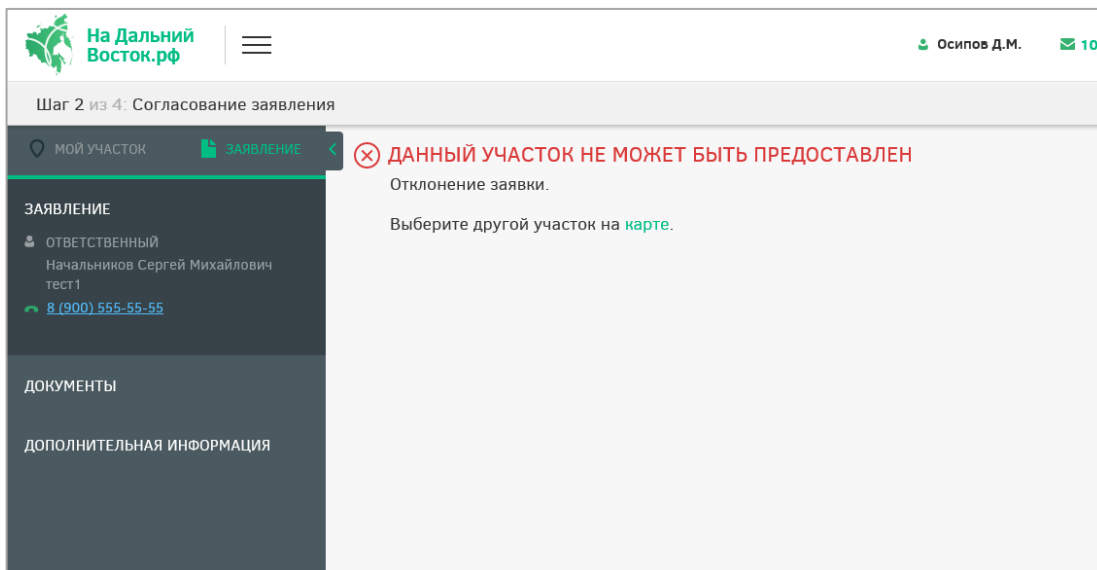 На Дальний
Восток.рф
Осипов Д.М.
10
Шаг 2 из 4: Согласование заявления
МОЙ УЧАСТОК
ЗАЯВЛЕНИЕ
ЗАЯВЛЕНИЕ
ОТВЕТСТВЕННЫЙ
Начальников Сергей Михайлович
тест1
8 (900) 555-55-55
ДОКУМЕНТЫ
ДОПОЛНИТЕЛЬНАЯ ИНФОРМАЦИЯ
ДАННЫЙ УЧАСТОК НЕ МОЖЕТ БЫТЬ ПРЕДОСТАВЛЕН
Отклонение заявки.
Выберите другой участок на карте.